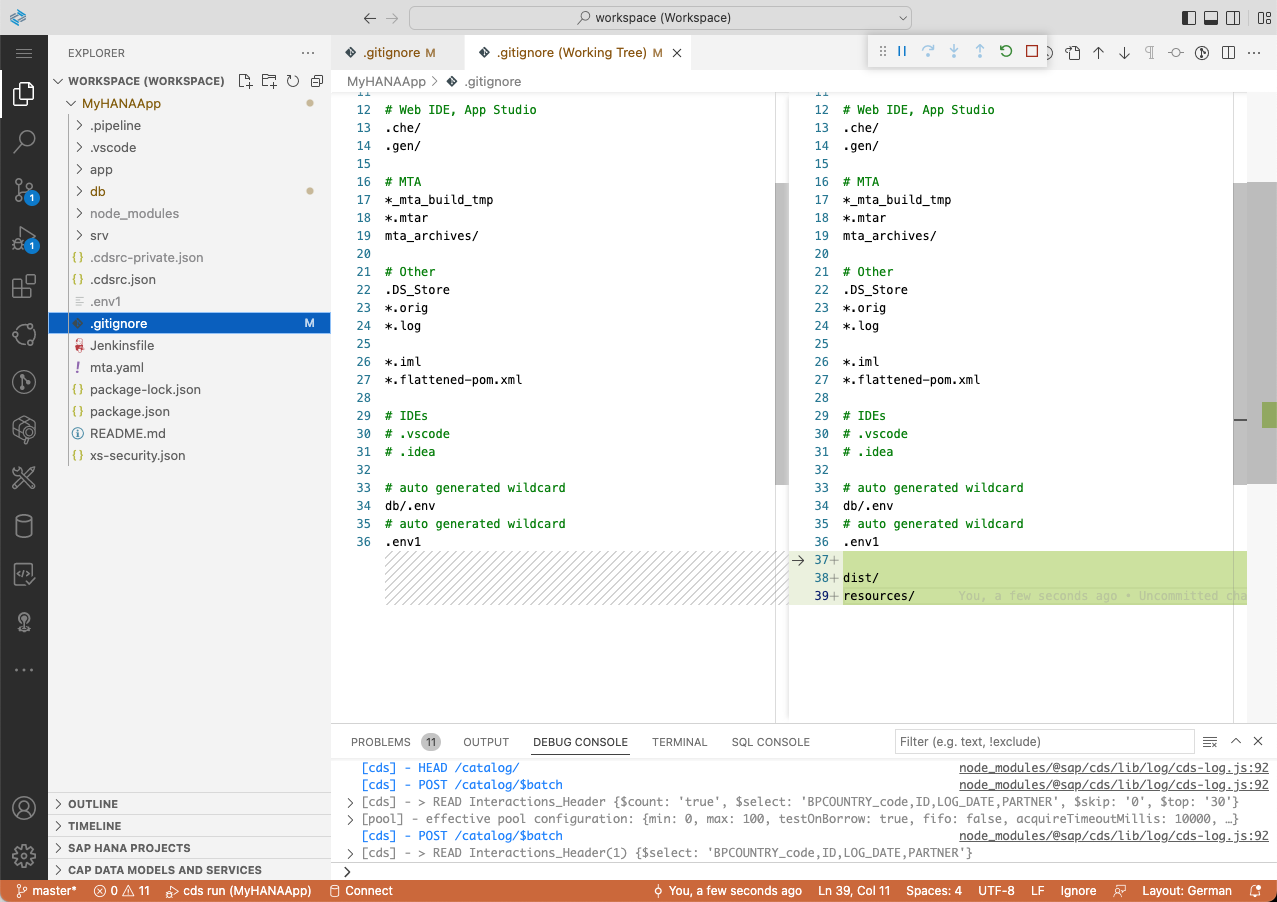 workspace (Workspace)
EXPLORER
WORKSPACE (WORKSPACE)
MyHANAApp
.pipeline
.vscode
app
db
node_modules
srv
.cdsrc-private.json
.cdsrc.json
.env1
.gitignore M
Jenkinsfile
mta.yaml
package-lock.json
package.json
README.md
xs-security.json
OUTLINE
TIMELINE
SAP HANA PROJECTS
CAP DATA MODELS AND SERVICES
1
1
.gitignore M
.gitignore (Working Tree) M
MyHANAApp > .gitignore
11
12 # Web IDE, App Studio
13 .che/
14 .gen/
15
16 # MTA
17 *_mta_build_tmp
18 *.mtar
19 mta_archives/
20
21 # Other
22 .DS_Store
23 *.orig
24 *.log
25
26 *.iml
27 *.flattened-pom.xml
28
29 # IDEs
30 # .vscode
31 # .idea
32
33 # auto generated wildcard
34 db/.env
35 # auto generated wildcard
36 .env1
11
12 # Web IDE, App Studio
13 .che/
14 .gen/
15
16 # MTA
17 *_mta_build_tmp
18 *.mtar
19 mta_archives/
20
21 # Other
22 .DS_Store
23 *.orig
24 *.log
25
26 *.iml
27 *.flattened-pom.xml
28
29 # IDEs
30 # .vscode
31 # .idea
32
33 # auto generated wildcard
34 db/.env
35 # auto generated wildcard
36 .env1
37+
38+ dist/
39+ resources/ You, a few seconds ago • Uncommitted cha
PROBLEMS 11 OUTPUT DEBUG CONSOLE TERMINAL SQL CONSOLE
Filter (e.g. text, !exclude)
[cds] - HEAD /catalog/ node_modules/@sap/cds/lib/log/cds-log.js:92
[cds] - POST /catalog/$batch node_modules/@sap/cds/lib/log/cds-log.js:92
> [cds] - > READ Interactions_Header {$count: 'true', $select: 'BPCOUNTRY_code,ID,LOG_DATE,PARTNER', $skip: '0', $top: '30'}
> [pool] - effective pool configuration: {min: 0, max: 100, testOnBorrow: true, fifo: false, acquireTimeoutMillis: 10000, …}
[cds] - POST /catalog/$batch node_modules/@sap/cds/lib/log/cds-log.js:92
> [cds] - > READ Interactions_Header(1) {$select: 'BPCOUNTRY_code,ID,LOG_DATE,PARTNER'}
>
master* 0 11 cds run (MyHANAApp) Connect You, a few seconds ago Ln 39, Col 11 Spaces: 4 UTF-8 LF Ignore Layout: German